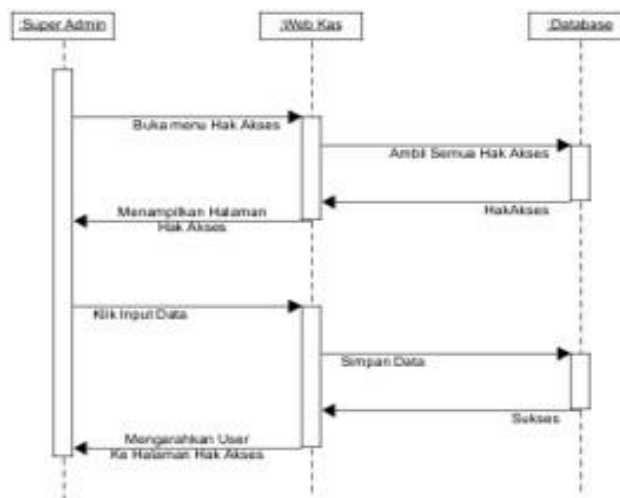 :Super Admin
:Web Kas
:Database
Buka menu Hak Akses
Ambil Semua Hak Akses
HakAkses
Menampilkan Halaman
Hak Akses
Klik Input Data
Simpan Data
Sukses
Mengarahkan User
Ke Halaman Hak Akses